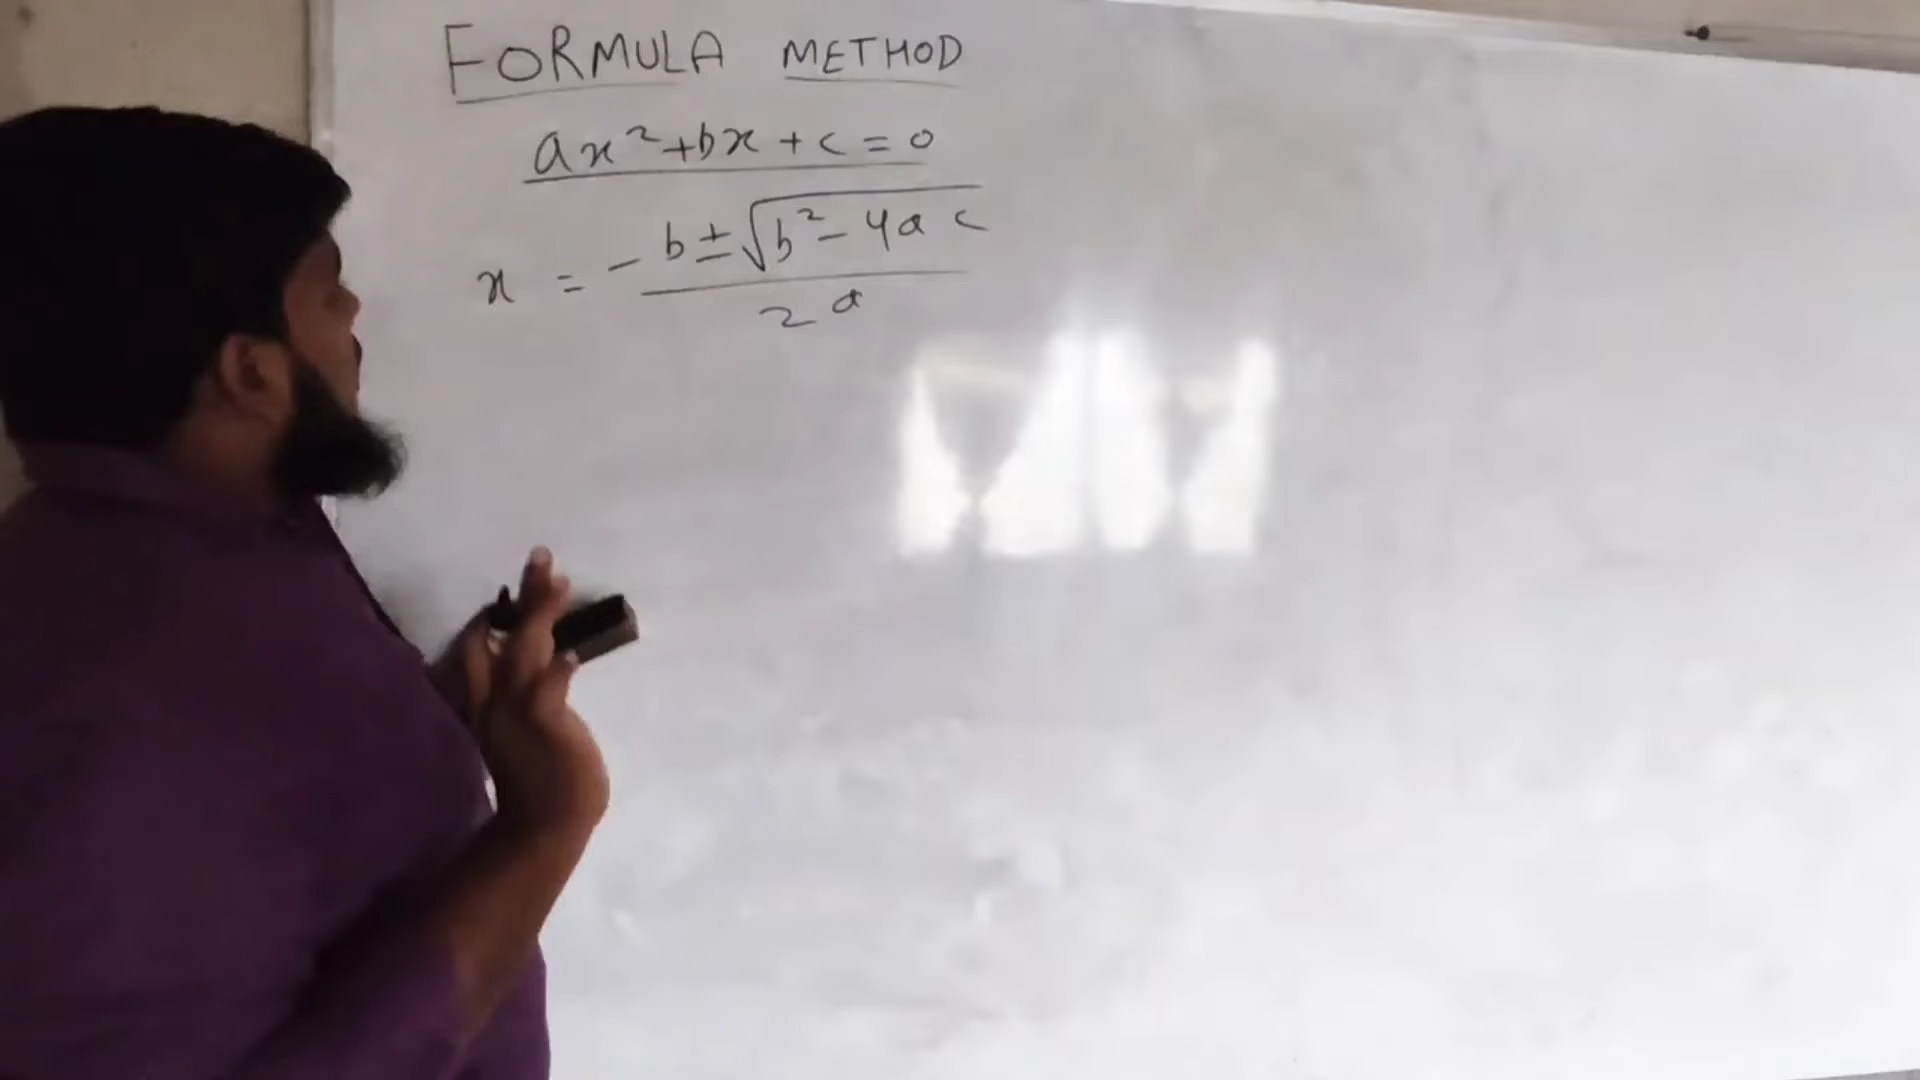 FORMULA METHOD
ax²+bx+c=0
x = -b±√b²-4ac / 2a